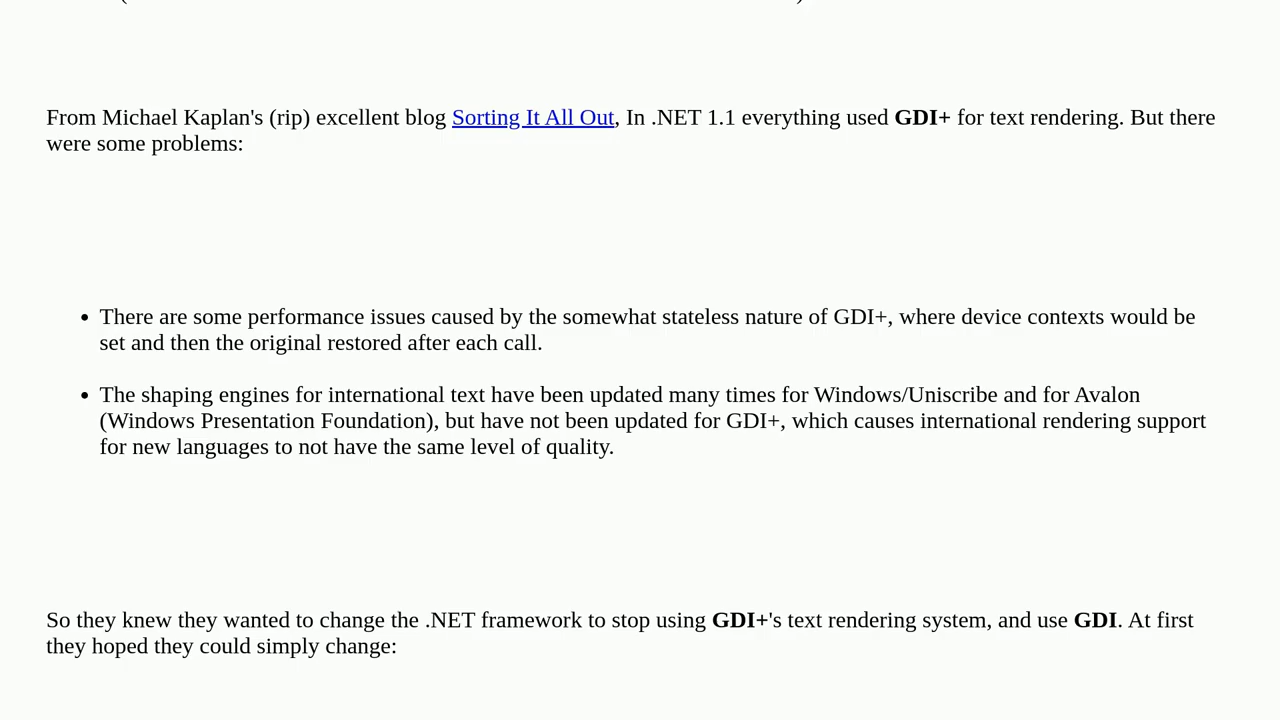 From Michael Kaplan's (rip) excellent blog Sorting It All Out, In .NET 1.1 everything used GDI+ for text rendering. But there
were some problems:
• There are some performance issues caused by the somewhat stateless nature of GDI+, where device contexts would be
set and then the original restored after each call.
• The shaping engines for international text have been updated many times for Windows/Uniscribe and for Avalon
(Windows Presentation Foundation), but have not been updated for GDI+, which causes international rendering support
for new languages to not have the same level of quality.
So they knew they wanted to change the .NET framework to stop using GDI+'s text rendering system, and use GDI. At first
they hoped they could simply change: